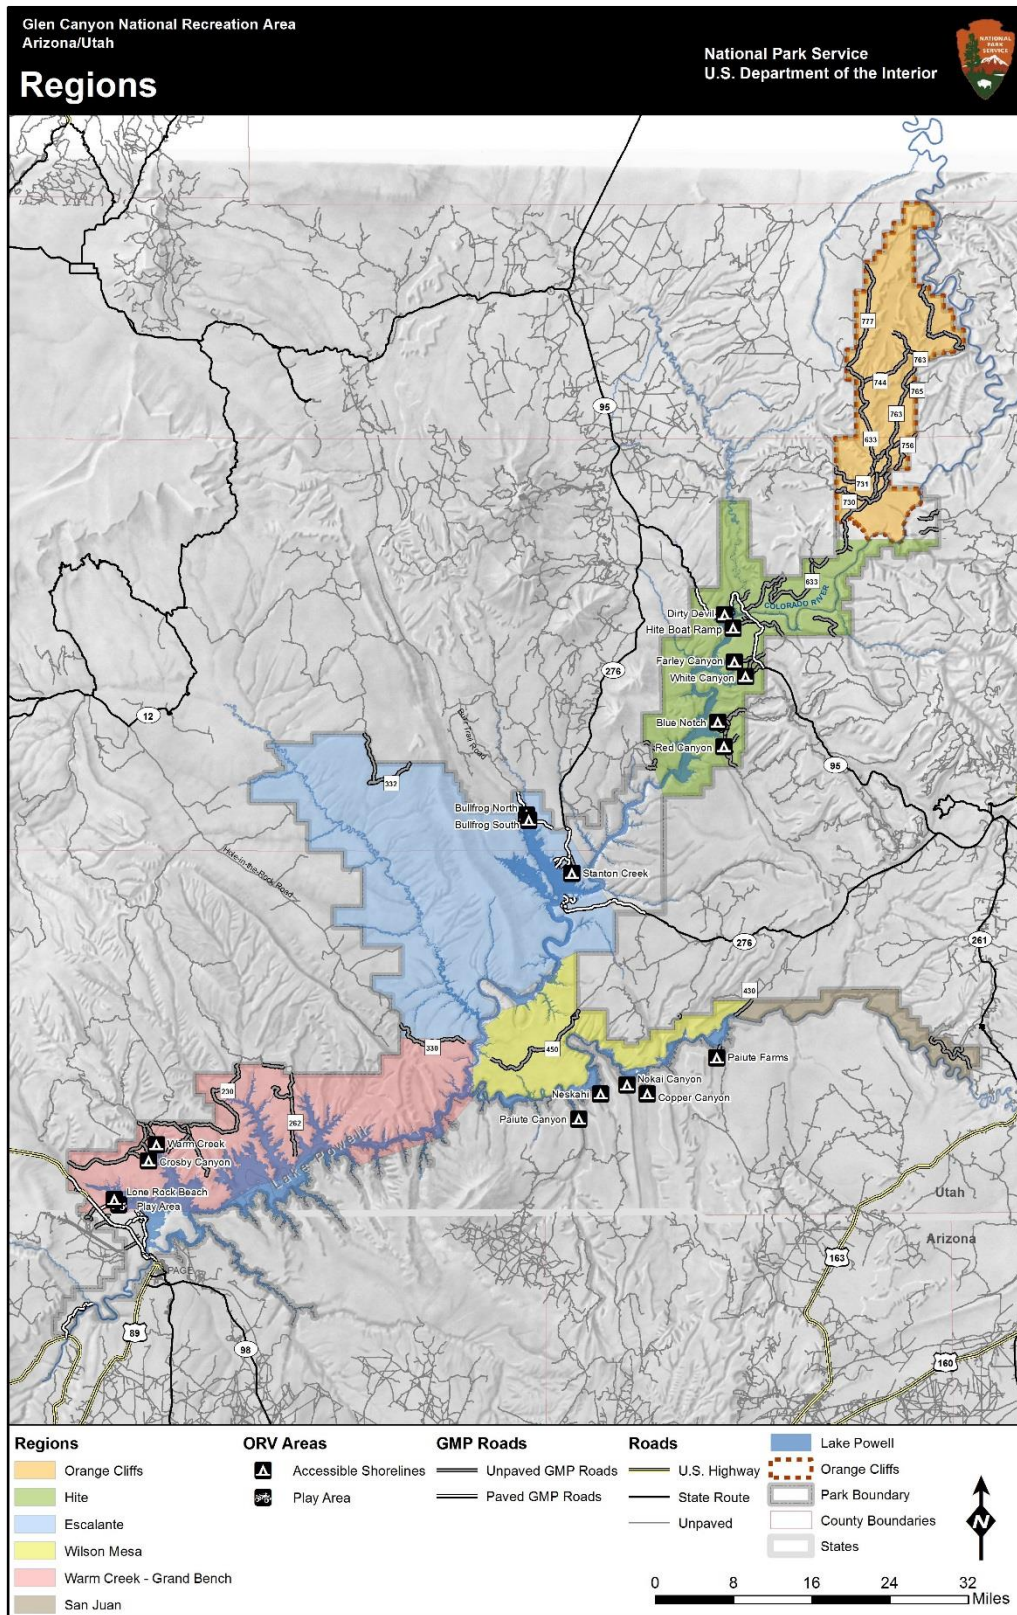 Glen Canyon National Recreation Area
Arizona/Utah
Regions
National Park Service
U.S. Department of the Interior
NATIONAL
PARK
SERVICE
777
763
744
765
763
95
633
756
731
730
633
COLORADO RIVER
Dirty Devil
Hite Boat Ramp
Farley Canyon
276
White Canyon
12
Blue Notch
Bull Trail Road
Red Canyon
95
332
Bullfrog North
Bullfrog South
Hole-in-the-Rock Road
Stanton Creek
276
261
430
330
450
Paiute Farms
Nokai Canyon
230
Neskahi
Copper Canyon
262
Paiute Canyon
Warm Creek
Crosby Canyon
Lake Powell
Lone Rock Beach
Play Area
Utah
Arizona
163
PAGE
89
98
160
Regions
Orange Cliffs
Hite
Escalante
Wilson Mesa
Warm Creek - Grand Bench
San Juan
ORV Areas
Accessible Shorelines
Play Area
GMP Roads
Unpaved GMP Roads
Paved GMP Roads
Roads
U.S. Highway
State Route
Unpaved
Lake Powell
Orange Cliffs
Park Boundary
County Boundaries
States
N
0 8 16 24 32
Miles